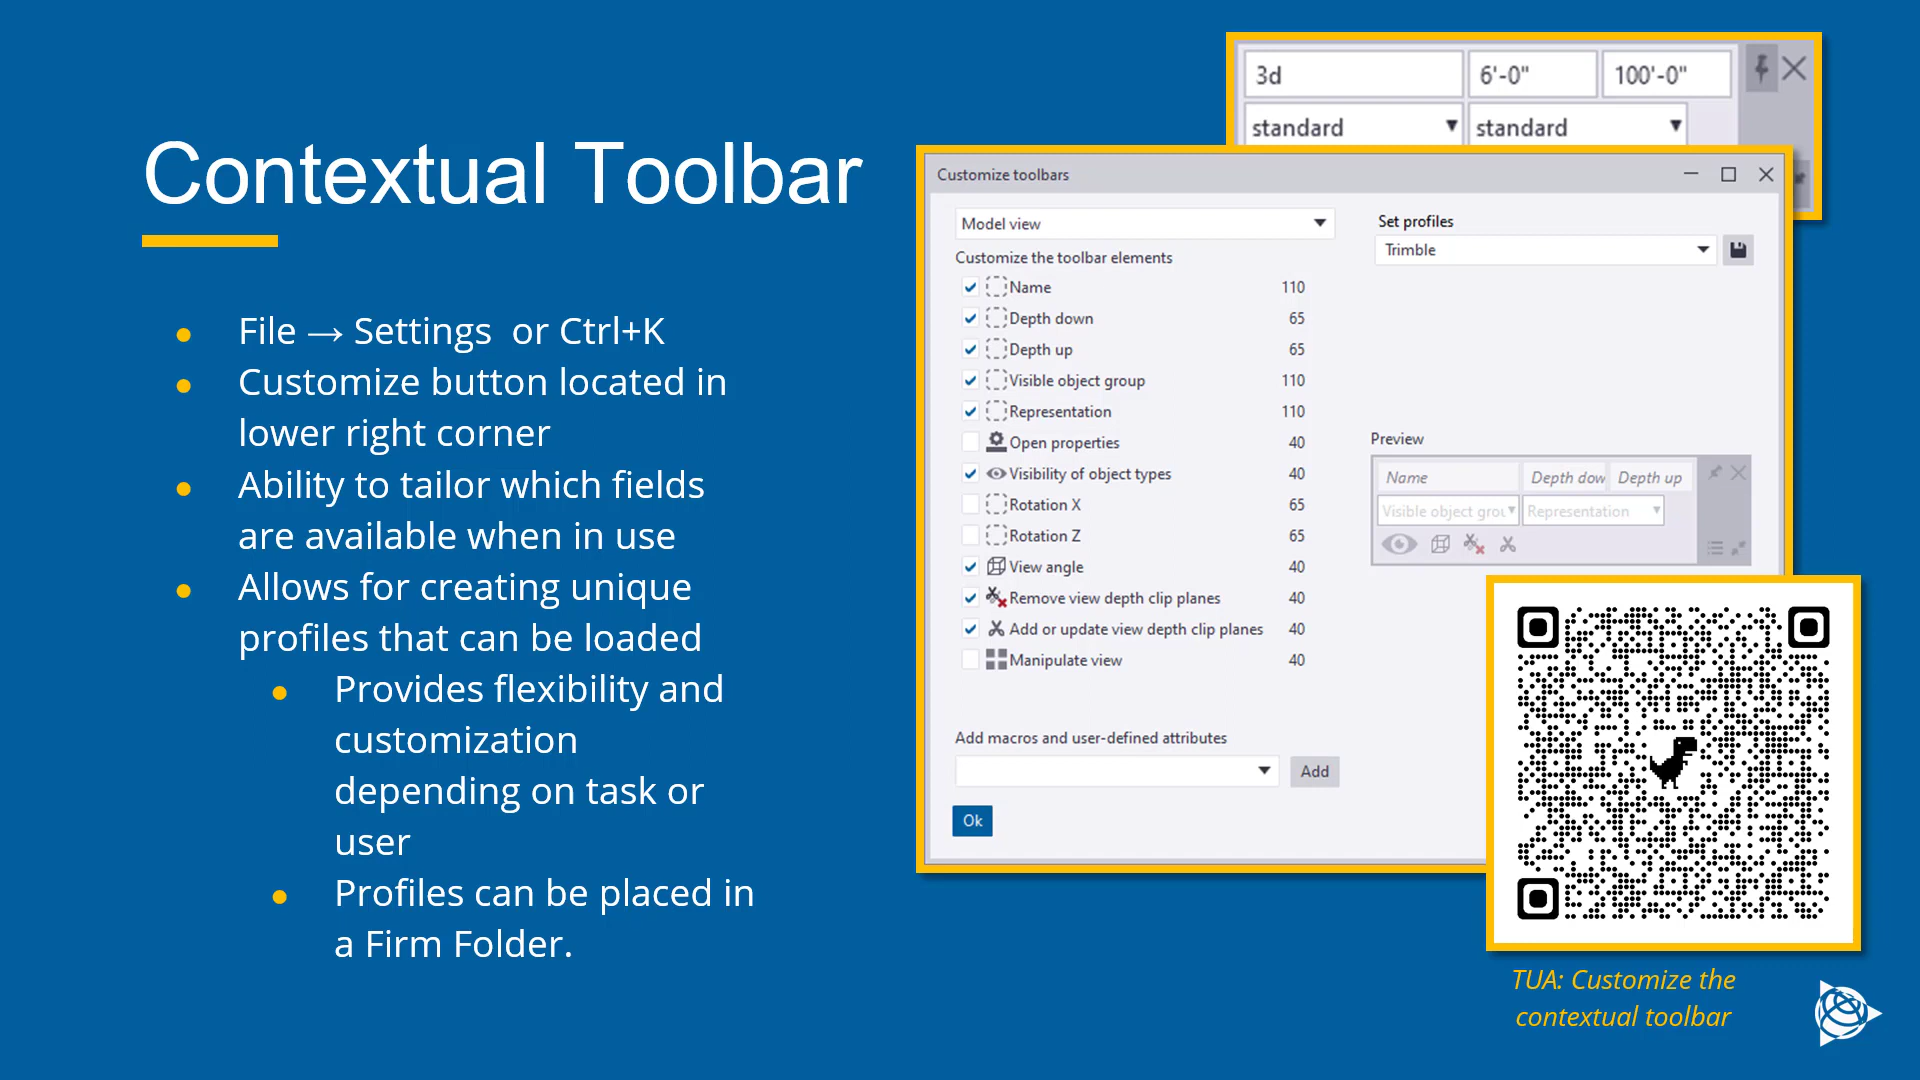 Contextual Toolbar
● File → Settings or Ctrl+K
● Customize button located in
lower right corner
● Ability to tailor which fields
are available when in use
● Allows for creating unique
profiles that can be loaded
● Provides flexibility and
customization
depending on task or
user
● Profiles can be placed in
a Firm Folder.
3d 6'-0" 100'-0"
standard standard
Customize toolbars
Model view
Customize the toolbar elements
Name 110
Depth down 65
Depth up 65
Visible object group 110
Representation 110
Open properties 40
Visibility of object types 40
Rotation X 65
Rotation Z 65
View angle 40
Remove view depth clip planes 40
Add or update view depth clip planes 40
Manipulate view 40
Add macros and user-defined attributes
Add
Ok
Set profiles
Trimble
Preview
Name Depth dow Depth up
Visible object grou Representation
TUA: Customize the
contextual toolbar